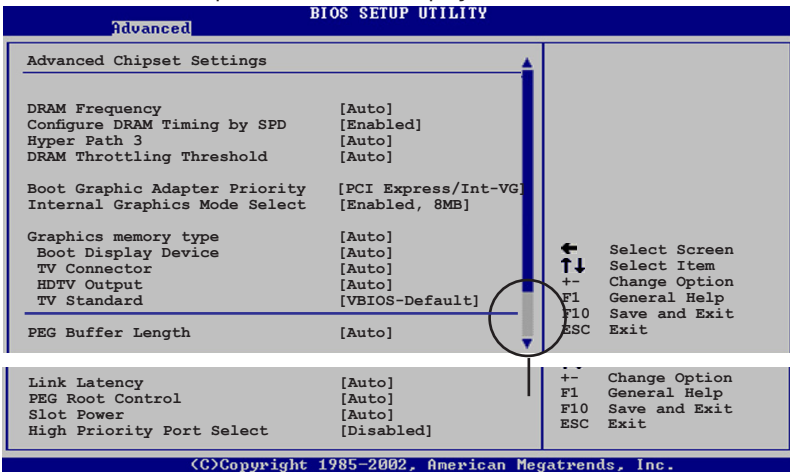 BIOS SETUP UTILITY
Advanced
Advanced Chipset Settings
DRAM Frequency [Auto]
Configure DRAM Timing by SPD [Enabled]
Hyper Path 3 [Auto]
DRAM Throttling Threshold [Auto]
Boot Graphic Adapter Priority [PCI Express/Int-VG]
Internal Graphics Mode Select [Enabled, 8MB]
Graphics memory type [Auto]
Boot Display Device [Auto]
TV Connector [Auto]
HDTV Output [Auto]
TV Standard [VBIOS-Default]
PEG Buffer Length [Auto]
← Select Screen
↑↓ Select Item
+- Change Option
F1 General Help
F10 Save and Exit
ESC Exit
Link Latency [Auto]
PEG Root Control [Auto]
Slot Power [Auto]
High Priority Port Select [Disabled]
+- Change Option
F1 General Help
F10 Save and Exit
ESC Exit
(C)Copyright 1985-2002, American Megatrends, Inc.